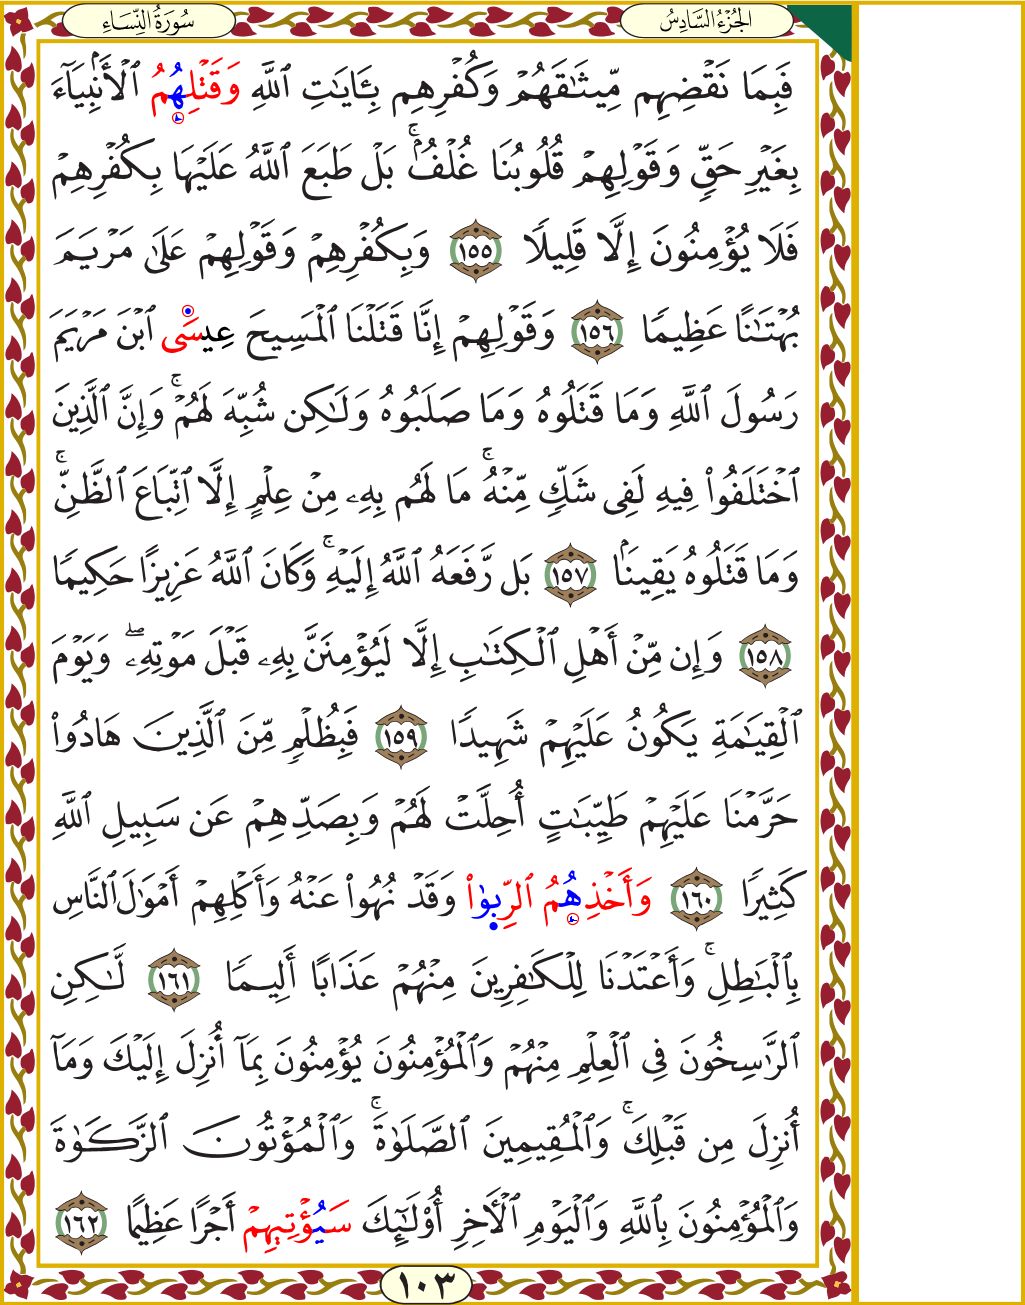 الجُزْءُ السَّادِسُ
سُورَةُ النِّسَاءِ
فَبِمَا نَقۡضِهِم مِّيثَٰقَهُمۡ وَكُفۡرِهِم بِـَٔايَٰتِ ٱللَّهِ وَقَتۡلِهِمُ ٱلۡأَنۢبِيَآءَ
بِغَيۡرِ حَقّٖ وَقَوۡلِهِمۡ قُلُوبُنَا غُلۡفُۢۚ بَلۡ طَبَعَ ٱللَّهُ عَلَيۡهَا بِكُفۡرِهِمۡ
فَلَا يُؤۡمِنُونَ إِلَّا قَلِيلٗا ١٥٥ وَبِكُفۡرِهِمۡ وَقَوۡلِهِمۡ عَلَىٰ مَرۡيَمَ
بُهۡتَٰنًا عَظِيمٗا ١٥٦ وَقَوۡلِهِمۡ إِنَّا قَتَلۡنَا ٱلۡمَسِيحَ عِيسَى ٱبۡنَ مَرۡيَمَ
رَسُولَ ٱللَّهِ وَمَا قَتَلُوهُ وَمَا صَلَبُوهُ وَلَٰكِن شُبِّهَ لَهُمۡۚ وَإِنَّ ٱلَّذِينَ
ٱخۡتَلَفُواْ فِيهِ لَفِي شَكّٖ مِّنۡهُۚ مَا لَهُم بِهِۦ مِنۡ عِلۡمٍ إِلَّا ٱتِّبَاعَ ٱلظَّنِّۚ
وَمَا قَتَلُوهُ يَقِينَۢا ١٥٧ بَل رَّفَعَهُ ٱللَّهُ إِلَيۡهِۚ وَكَانَ ٱللَّهُ عَزِيزًا حَكِيمٗا
١٥٨ وَإِن مِّنۡ أَهۡلِ ٱلۡكِتَٰبِ إِلَّا لَيُؤۡمِنَنَّ بِهِۦ قَبۡلَ مَوۡتِهِۦۖ وَيَوۡمَ
ٱلۡقِيَٰمَةِ يَكُونُ عَلَيۡهِمۡ شَهِيدٗا ١٥٩ فَبِظُلۡمٖ مِّنَ ٱلَّذِينَ هَادُواْ
حَرَّمۡنَا عَلَيۡهِمۡ طَيِّبَٰتٍ أُحِلَّتۡ لَهُمۡ وَبِصَدِّهِمۡ عَن سَبِيلِ ٱللَّهِ
كَثِيرٗا ١٦٠ وَأَخۡذِهِمُ ٱلرِّبَوٰاْ وَقَدۡ نُهُواْ عَنۡهُ وَأَكۡلِهِمۡ أَمۡوَٰلَ ٱلنَّاسِ
بِٱلۡبَٰطِلِۚ وَأَعۡتَدۡنَا لِلۡكَٰفِرِينَ مِنۡهُمۡ عَذَابًا أَلِيمٗا ١٦١ لَّٰكِنِ
ٱلرَّٰسِخُونَ فِي ٱلۡعِلۡمِ مِنۡهُمۡ وَٱلۡمُؤۡمِنُونَ يُؤۡمِنُونَ بِمَآ أُنزِلَ إِلَيۡكَ وَمَآ
أُنزِلَ مِن قَبۡلِكَۚ وَٱلۡمُقِيمِينَ ٱلصَّلَوٰةَۚ وَٱلۡمُؤۡتُونَ ٱلزَّكَوٰةَ
وَٱلۡمُؤۡمِنُونَ بِٱللَّهِ وَٱلۡيَوۡمِ ٱلۡأٓخِرِ أُوْلَٰٓئِكَ سَيُؤۡتِيهِمۡ أَجۡرًا عَظِيمًا ١٦٢
١٠٣